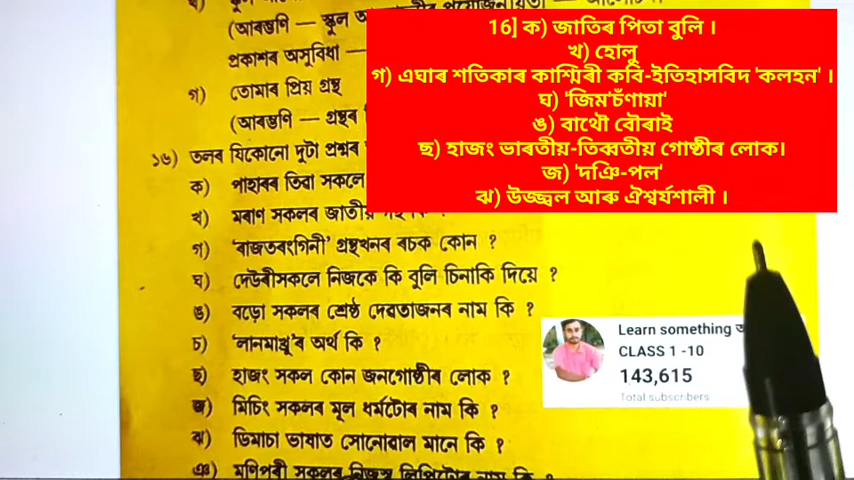 (আৰম্ভণি — স্কুল
প্ৰকাশৰ অসুবিধা —
গ) তোমাৰ প্ৰিয় গ্ৰন্থ
(আৰম্ভণি — গ্ৰন্থৰ
১৬) তলৰ যিকোনো দুটা প্ৰশ্নৰ
ক) পাহাৰৰ তিৱা সকলে
খ) মৰাণ সকলৰ জাতীয়
গ) 'ৰাজতৰংগিনী' গ্ৰন্থখনৰ ৰচক কোন ?
ঘ) দেউৰীসকলে নিজকে কি বুলি চিনাকি দিয়ে ?
ঙ) বড়ো সকলৰ শ্ৰেষ্ঠ দেৱতাজনৰ নাম কি ?
চ) 'লানমাখ্ৰু'ৰ অৰ্থ কি ?
ছ) হাজং সকল কোন জনগোষ্ঠীৰ লোক ?
জ) মিচিং সকলৰ মূল ধৰ্মটোৰ নাম কি ?
ঝ) ডিমাচা ভাষাত সোনোৱাল মানে কি ?
ঞ) মণিপুৰী সকলৰ নিজস্ব লিপিটোৰ নাম কি ?
16] ক) জাতিৰ পিতা বুলি ।
খ) হোলু
গ) এঘাৰ শতিকাৰ কাশ্মিৰী কবি-ইতিহাসবিদ 'কলহন' ।
ঘ) 'জিম'চঁণায়া'
ঙ) বাথৌ বৌৰাই
ছ) হাজং ভাৰতীয়-তিব্বতীয় গোষ্ঠীৰ লোক।
জ) 'দঞি-পল'
ঝ) উজ্জ্বল আৰু ঐশ্বৰ্যশালী ।
Learn something
CLASS 1 -10
143,615
Total subscribers